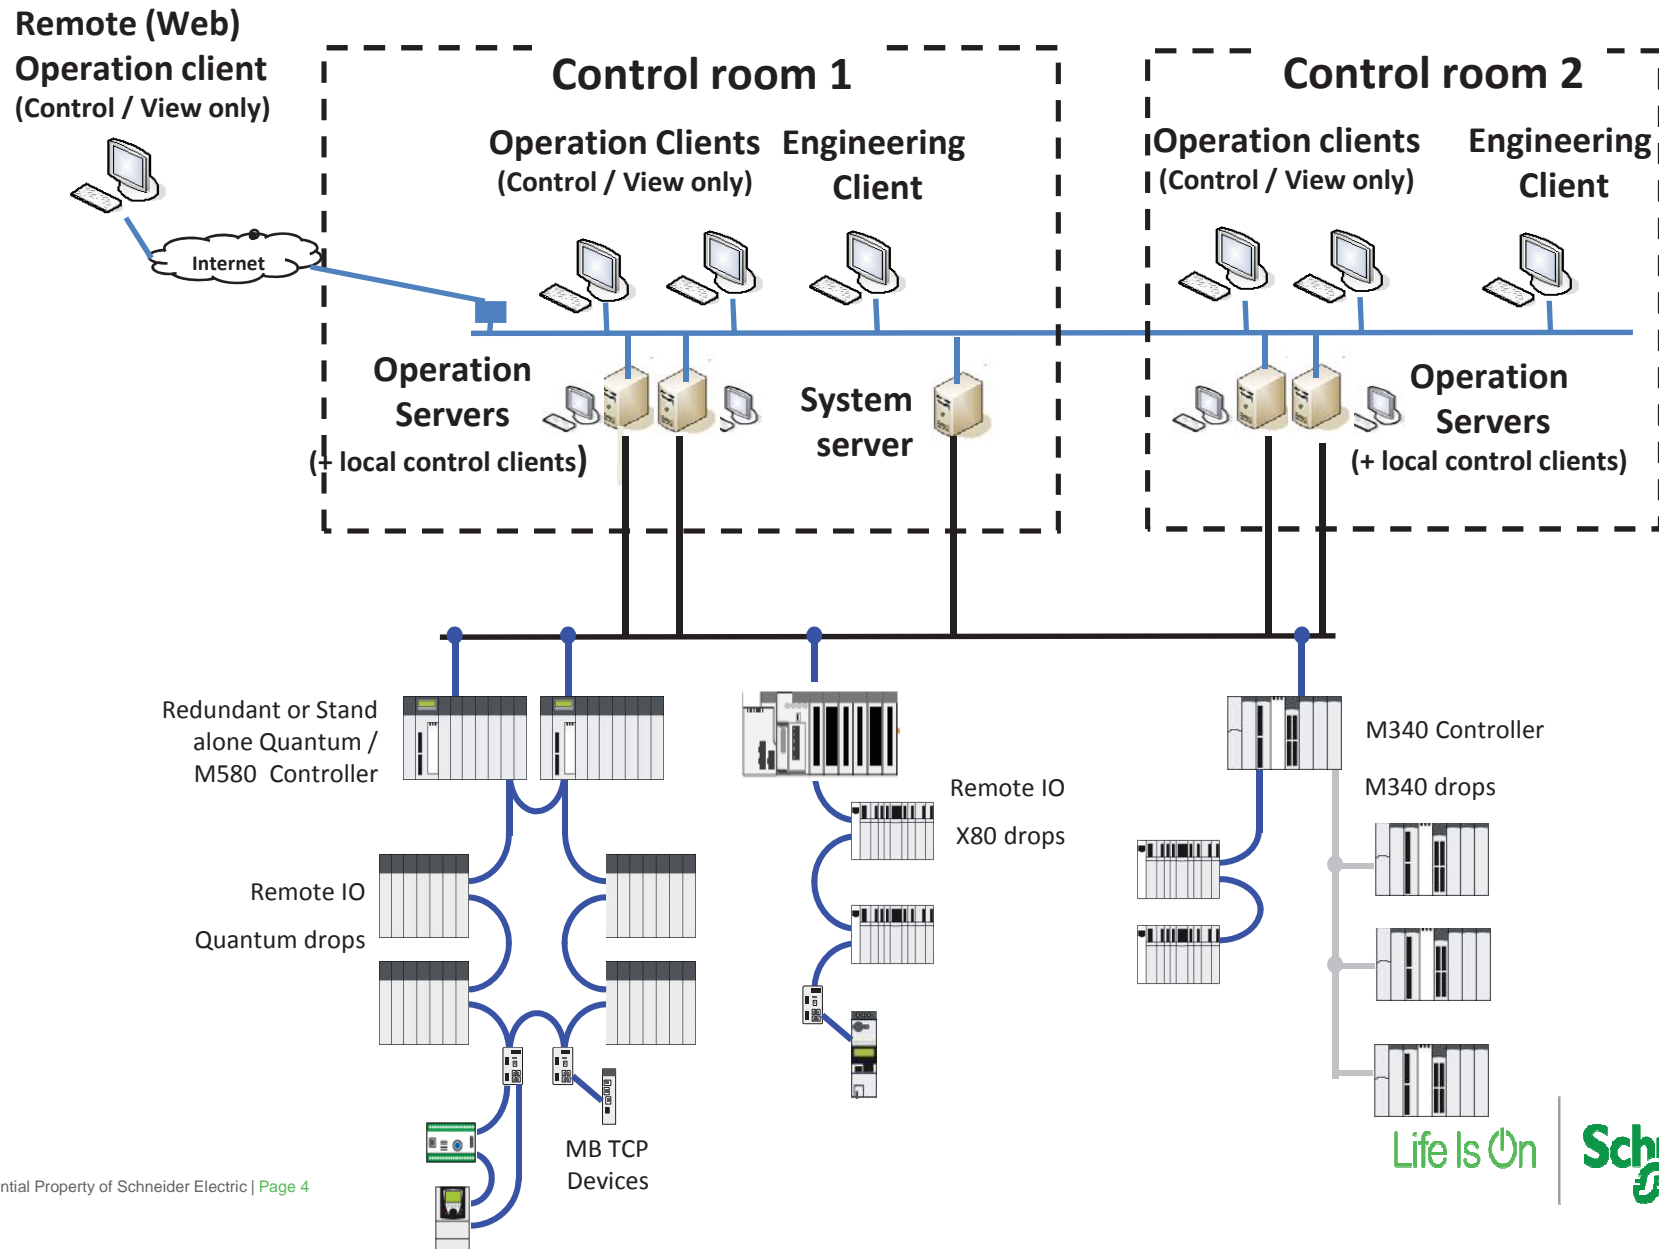 Remote (Web)
Operation client
(Control / View only)
Internet
Control room 1
Operation Clients
(Control / View only)
Engineering
Client
Operation
Servers
(+ local control clients)
System
server
Control room 2
Operation clients
(Control / View only)
Engineering
Client
Operation
Servers
(+ local control clients)
Redundant or Stand
alone Quantum /
M580 Controller
Remote IO
Quantum drops
MB TCP
Devices
Remote IO
X80 drops
M340 Controller
M340 drops
ntial Property of Schneider Electric | Page 4
Life Is On
Sch